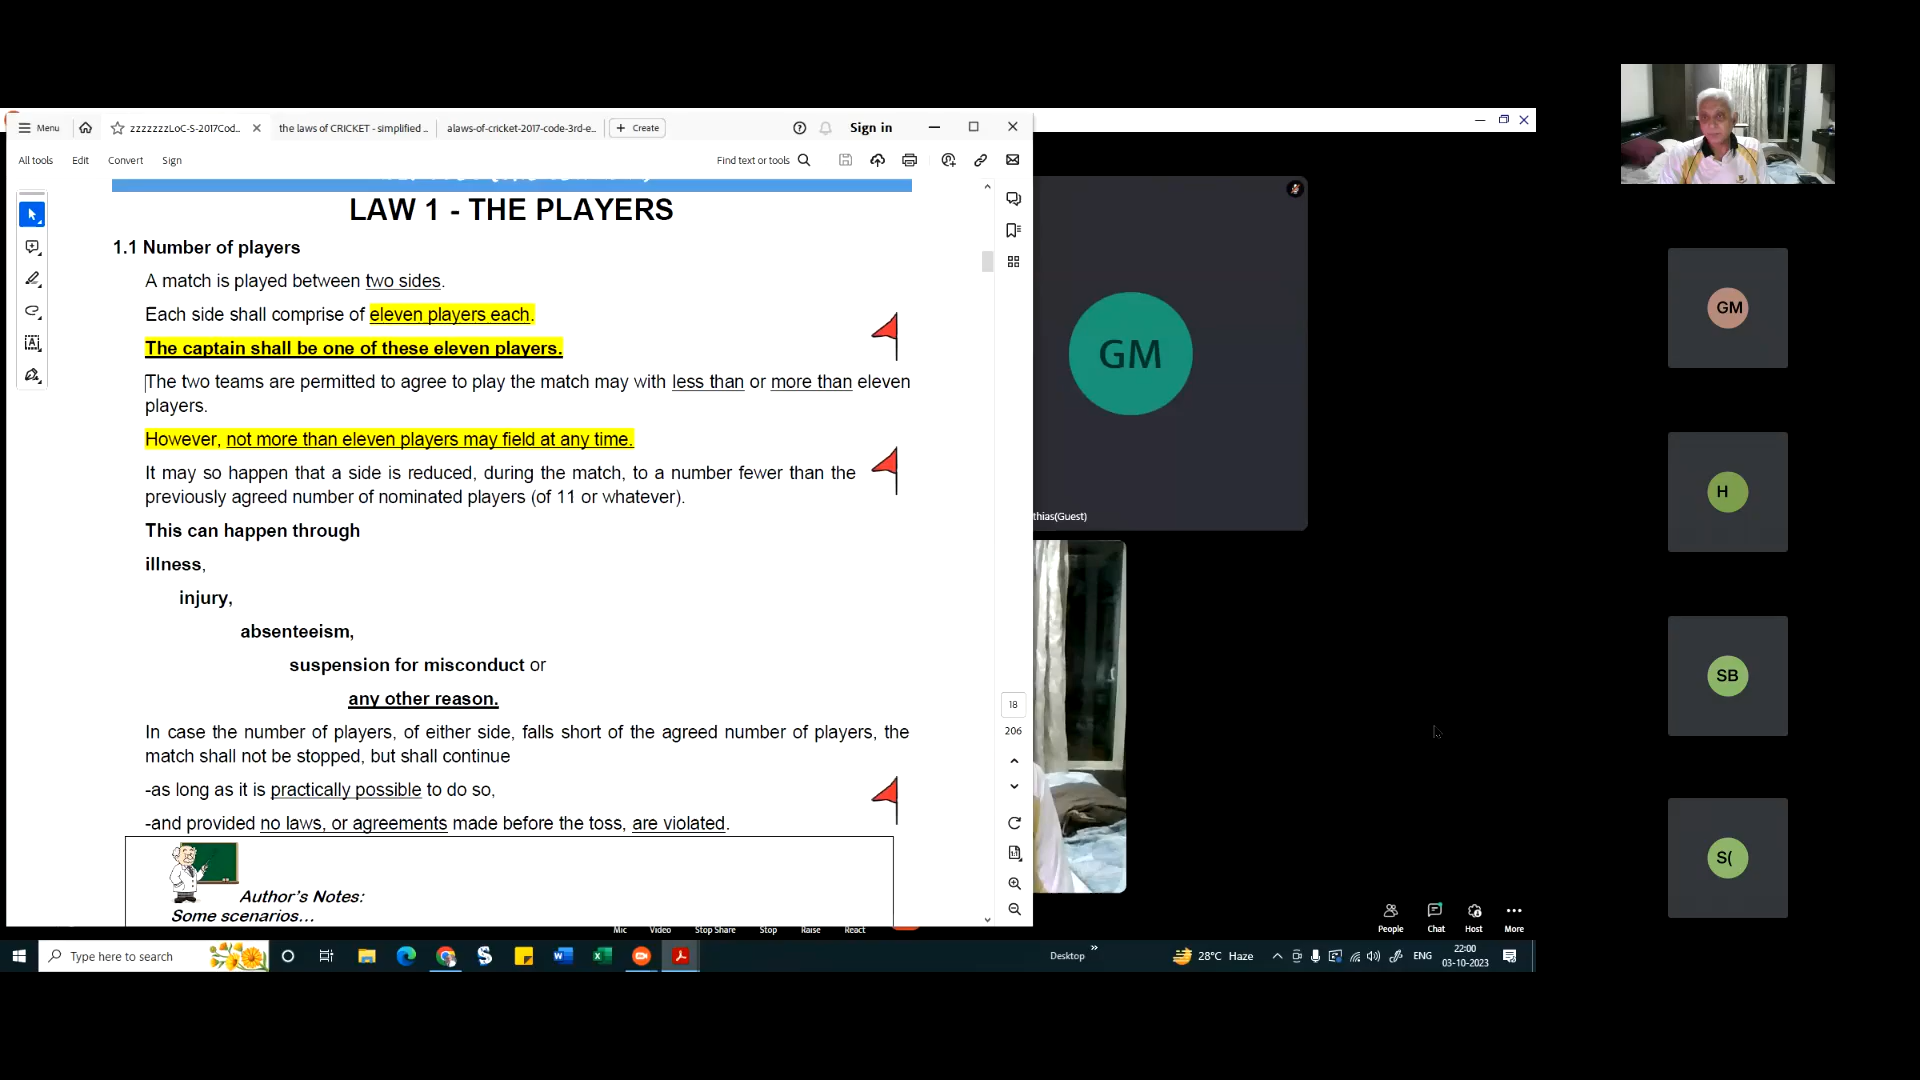 Menu
zzzzzzzLoC-S-2017Cod...
the laws of CRICKET - simplified ...
alaws-of-cricket-2017-code-3rd-e...
Create
Sign in
All tools
Edit
Convert
Sign
Find text or tools
LAW 1 - THE PLAYERS
1.1 Number of players
A match is played between two sides.
Each side shall comprise of eleven players each.
The captain shall be one of these eleven players.
The two teams are permitted to agree to play the match may with less than or more than eleven
players.
However, not more than eleven players may field at any time.
It may so happen that a side is reduced, during the match, to a number fewer than the
previously agreed number of nominated players (of 11 or whatever).
This can happen through
illness,
injury,
absenteeism,
suspension for misconduct or
any other reason.
In case the number of players, of either side, falls short of the agreed number of players, the
match shall not be stopped, but shall continue
-as long as it is practically possible to do so,
-and provided no laws, or agreements made before the toss, are violated.
Author's Notes:
Some scenarios...
18
206
GM
thias(Guest)
GM
H
SB
S(
People
Chat
Host
More
Mic
Video
Stop Share
Stop
Raise
React
Type here to search
Desktop
28°C Haze
ENG
22:00
03-10-2023